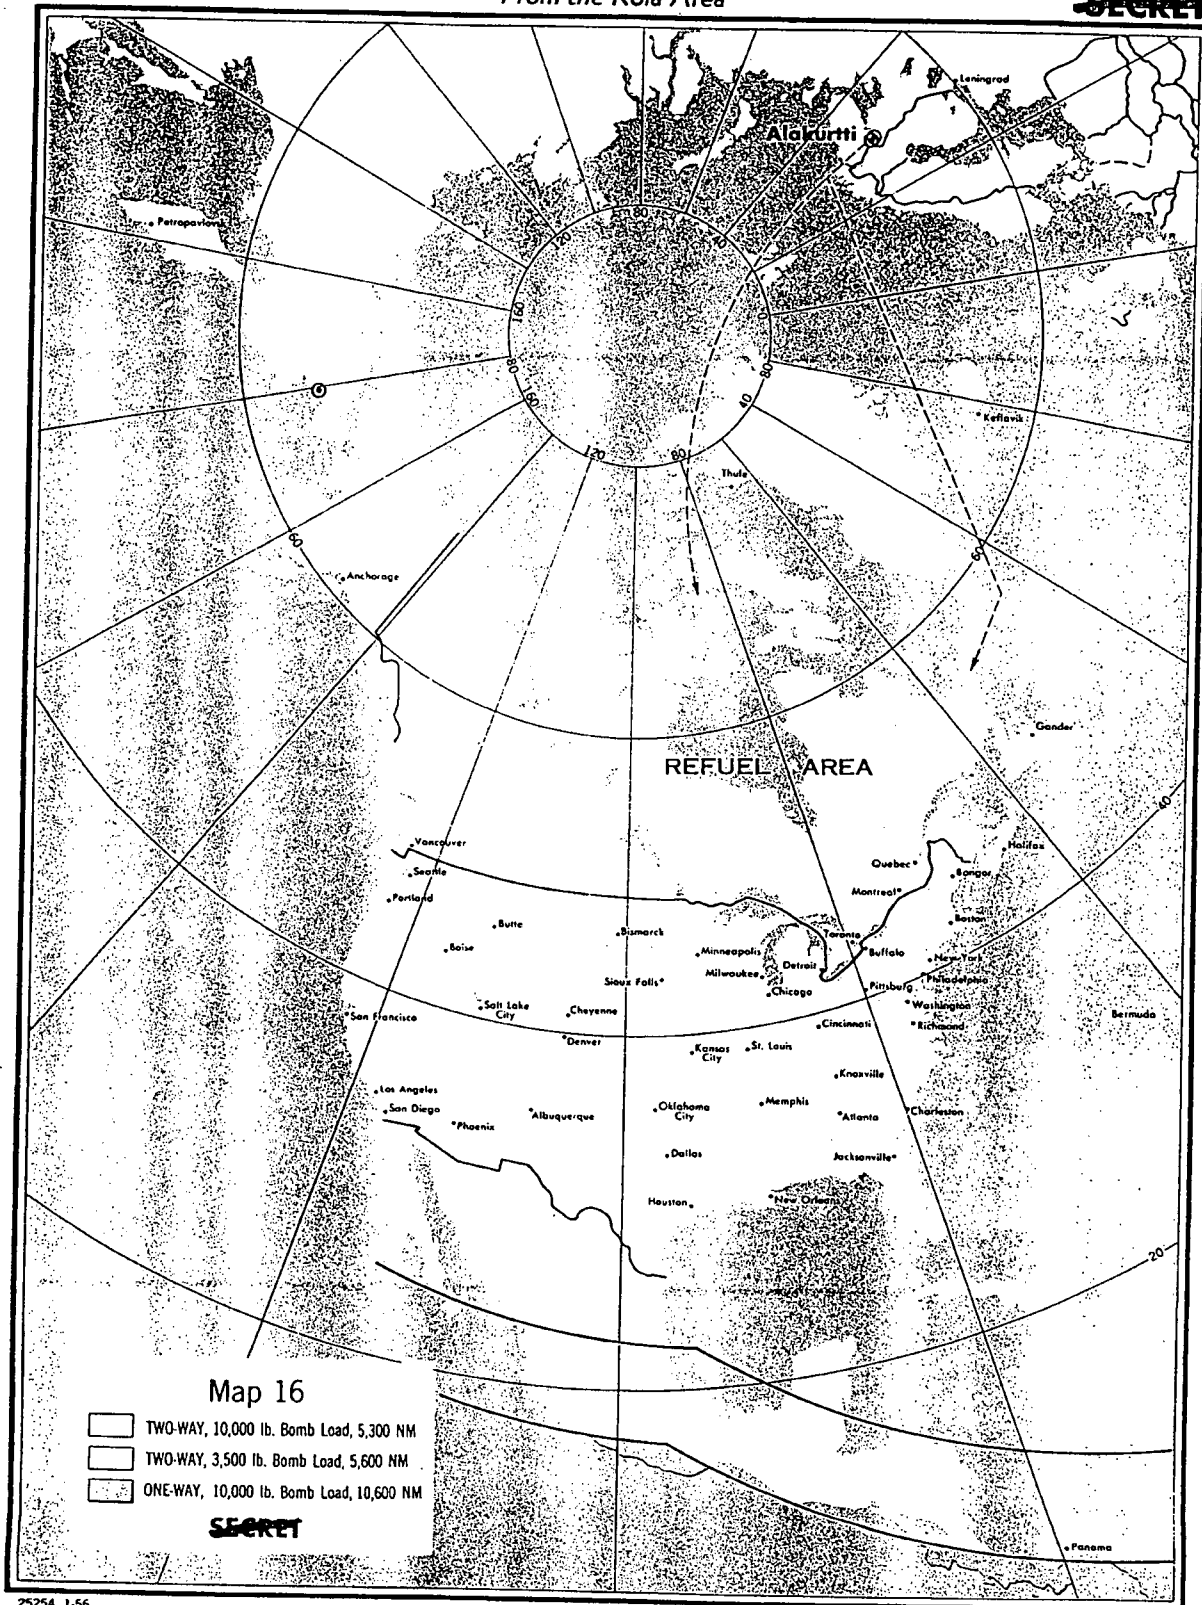 From the Kola Area
SECRET
Leningrad
Alakurtti
Petropavlovsk
80
120
40
160
0
80
80
160
40
Keflavik
120
80
Thule
60
60
Anchorage
Gander
REFUEL AREA
40
Vancouver
Halifax
Quebec
Seattle
Bangor
Montreal
Portland
Boston
Butte
Bismarck
Toronto
Boise
Minneapolis
Buffalo
New York
Detroit
Milwaukee
Philadelphia
Sioux Falls
Pittsburg
Chicago
Salt Lake
City
Washington
Cheyenne
San Francisco
Bermuda
Cincinnati
Richmond
Denver
Kansas
City
St. Louis
Knoxville
Los Angeles
Memphis
San Diego
Oklahoma
City
Albuquerque
Atlanta
Charleston
Phoenix
Dallas
Jacksonville
New Orleans
Houston
20
Map 16
TWO-WAY, 10,000 lb. Bomb Load, 5,300 NM
TWO-WAY, 3,500 lb. Bomb Load, 5,600 NM
ONE-WAY, 10,000 lb. Bomb Load, 10,600 NM
SECRET
Panama
25254 1-56